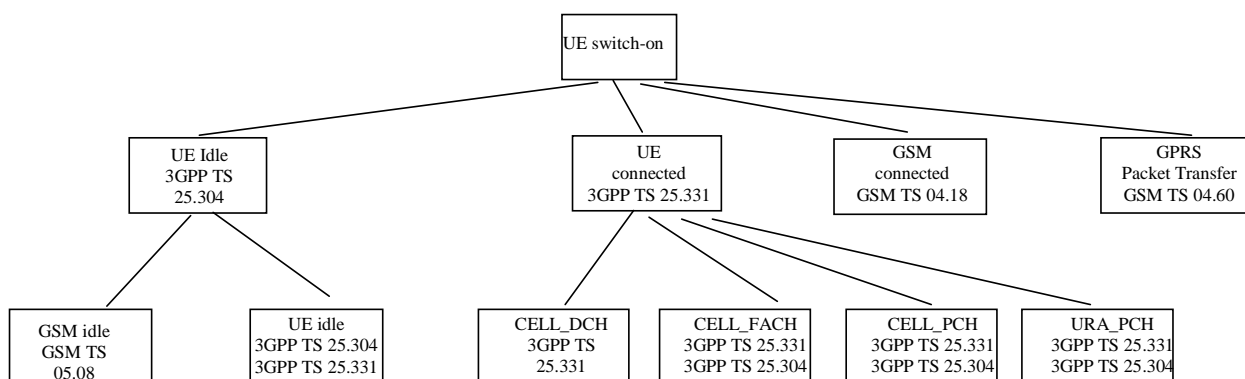 UE switch-on
UE Idle
3GPP TS
25.304
UE
connected
3GPP TS 25.331
GSM
connected
GSM TS 04.18
GPRS
Packet Transfer
GSM TS 04.60
GSM idle
GSM TS
05.08
UE idle
3GPP TS 25.304
3GPP TS 25.331
CELL_DCH
3GPP TS
25.331
CELL_FACH
3GPP TS 25.331
3GPP TS 25.304
CELL_PCH
3GPP TS 25.331
3GPP TS 25.304
URA_PCH
3GPP TS 25.331
3GPP TS 25.304